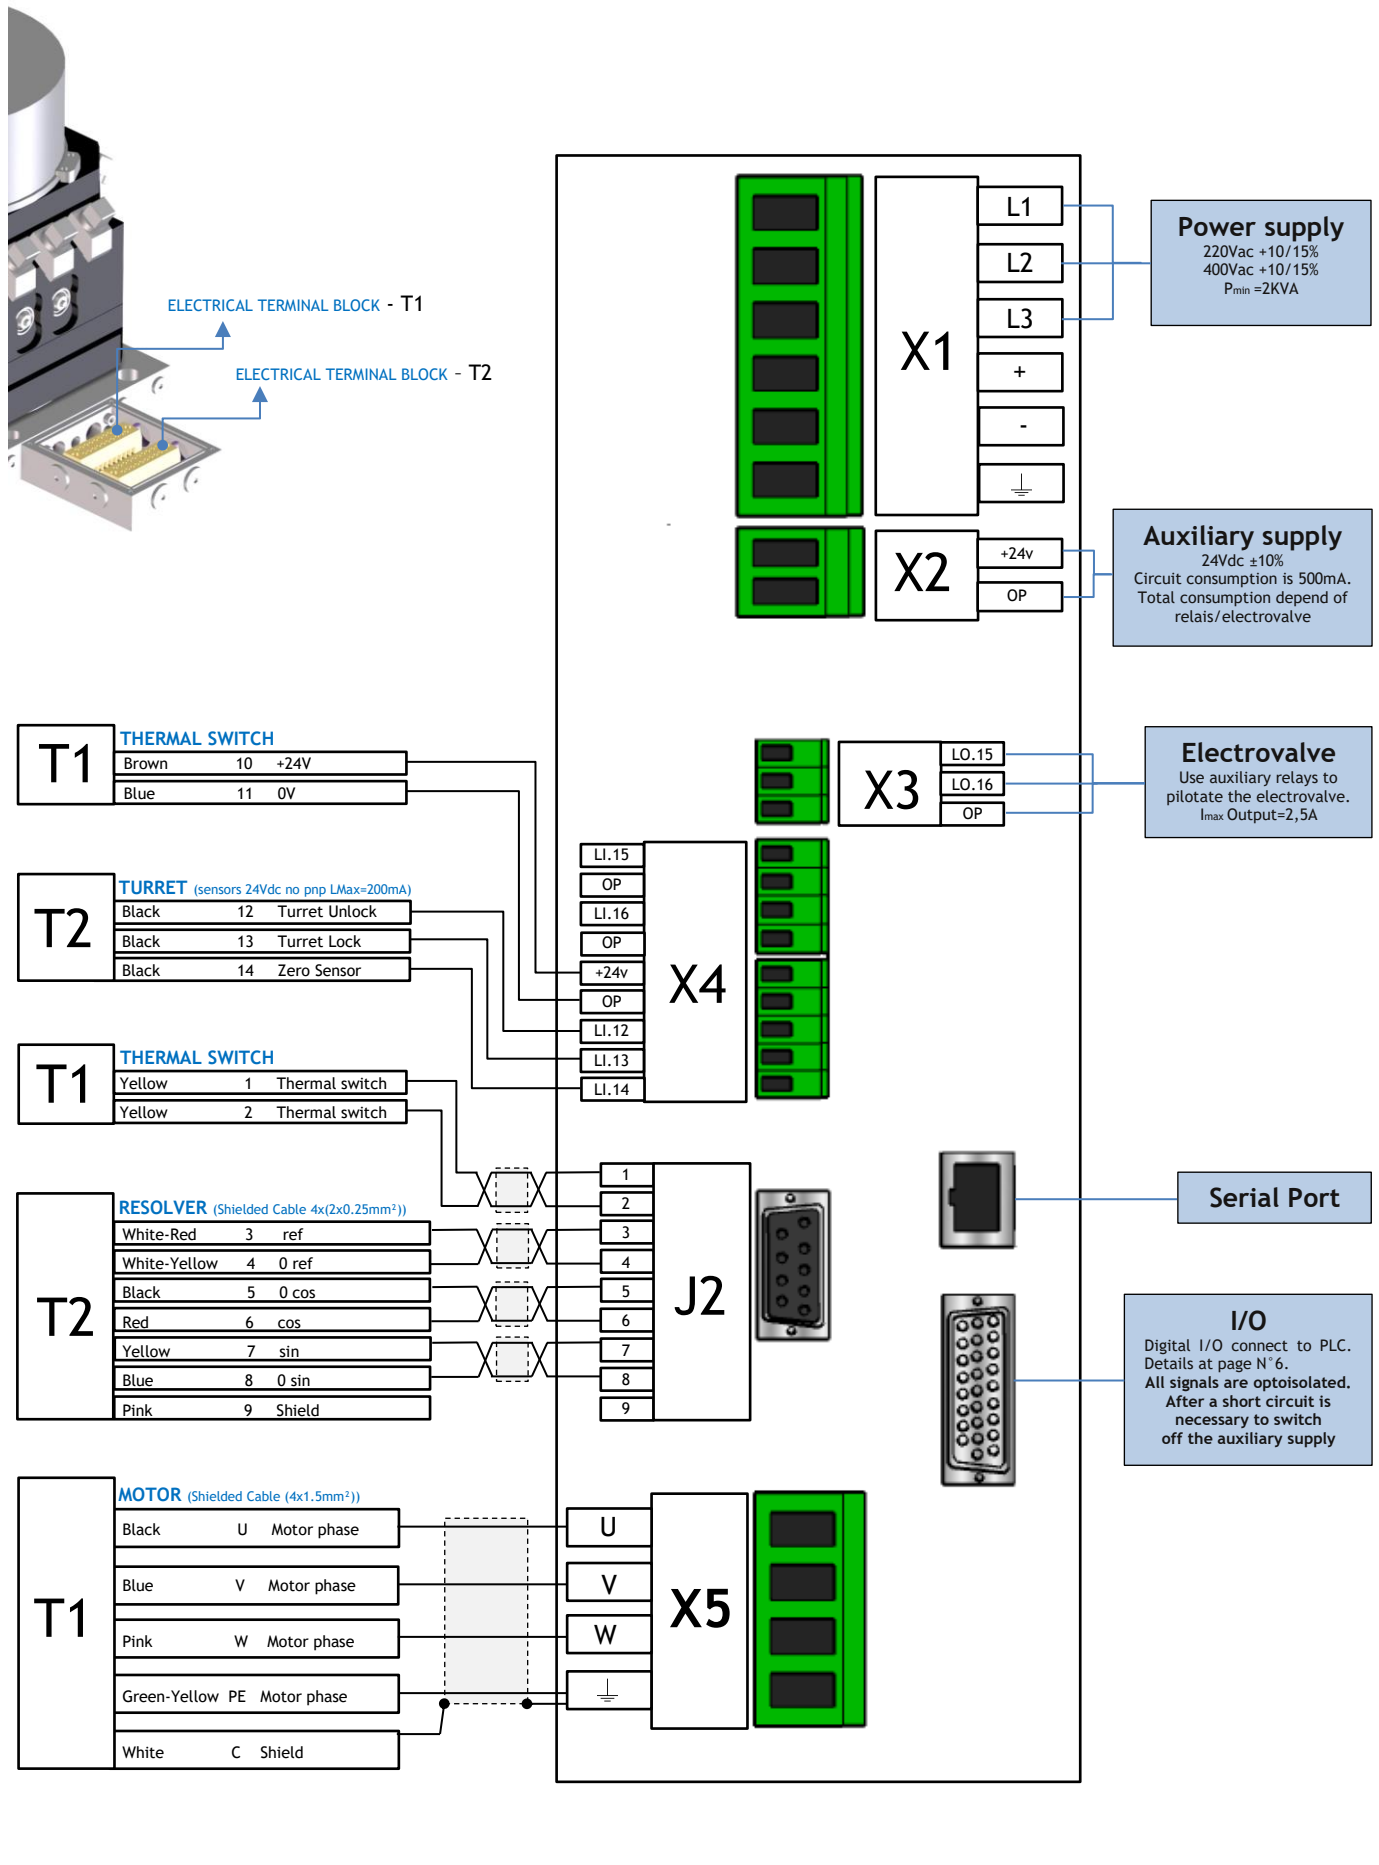 ELECTRICAL TERMINAL BLOCK - T1
ELECTRICAL TERMINAL BLOCK – T2
X1
L1
L2
L3
+
-
Power supply
220Vac +10/15%
400Vac +10/15%
Pmin =2KVA
X2
+24v
OP
Auxiliary supply
24Vdc ±10%
Circuit consumption is 500mA.
Total consumption depend of
relais/electrovalve
T1
THERMAL SWITCH
Brown 10 +24V
Blue 11 0V
X3
LO.15
LO.16
OP
Electrovalve
Use auxiliary relays to
pilotate the electrovalve.
Imax Output=2,5A
T2
TURRET (sensors 24Vdc no pnp LMax=200mA)
Black 12 Turret Unlock
Black 13 Turret Lock
Black 14 Zero Sensor
X4
LI.15
OP
LI.16
OP
+24v
OP
LI.12
LI.13
LI.14
T1
THERMAL SWITCH
Yellow 1 Thermal switch
Yellow 2 Thermal switch
T2
RESOLVER (Shielded Cable 4x(2x0.25mm²))
White-Red 3 ref
White-Yellow 4 0 ref
Black 5 0 cos
Red 6 cos
Yellow 7 sin
Blue 8 0 sin
Pink 9 Shield
1
2
3
4
5
6
7
8
9
J2
Serial Port
I/O
Digital I/O connect to PLC.
Details at page N°6.
All signals are optoisolated.
After a short circuit is
necessary to switch
off the auxiliary supply
T1
MOTOR (Shielded Cable (4x1.5mm²))
Black U Motor phase
Blue V Motor phase
Pink W Motor phase
Green-Yellow PE Motor phase
White C Shield
U
V
W
X5